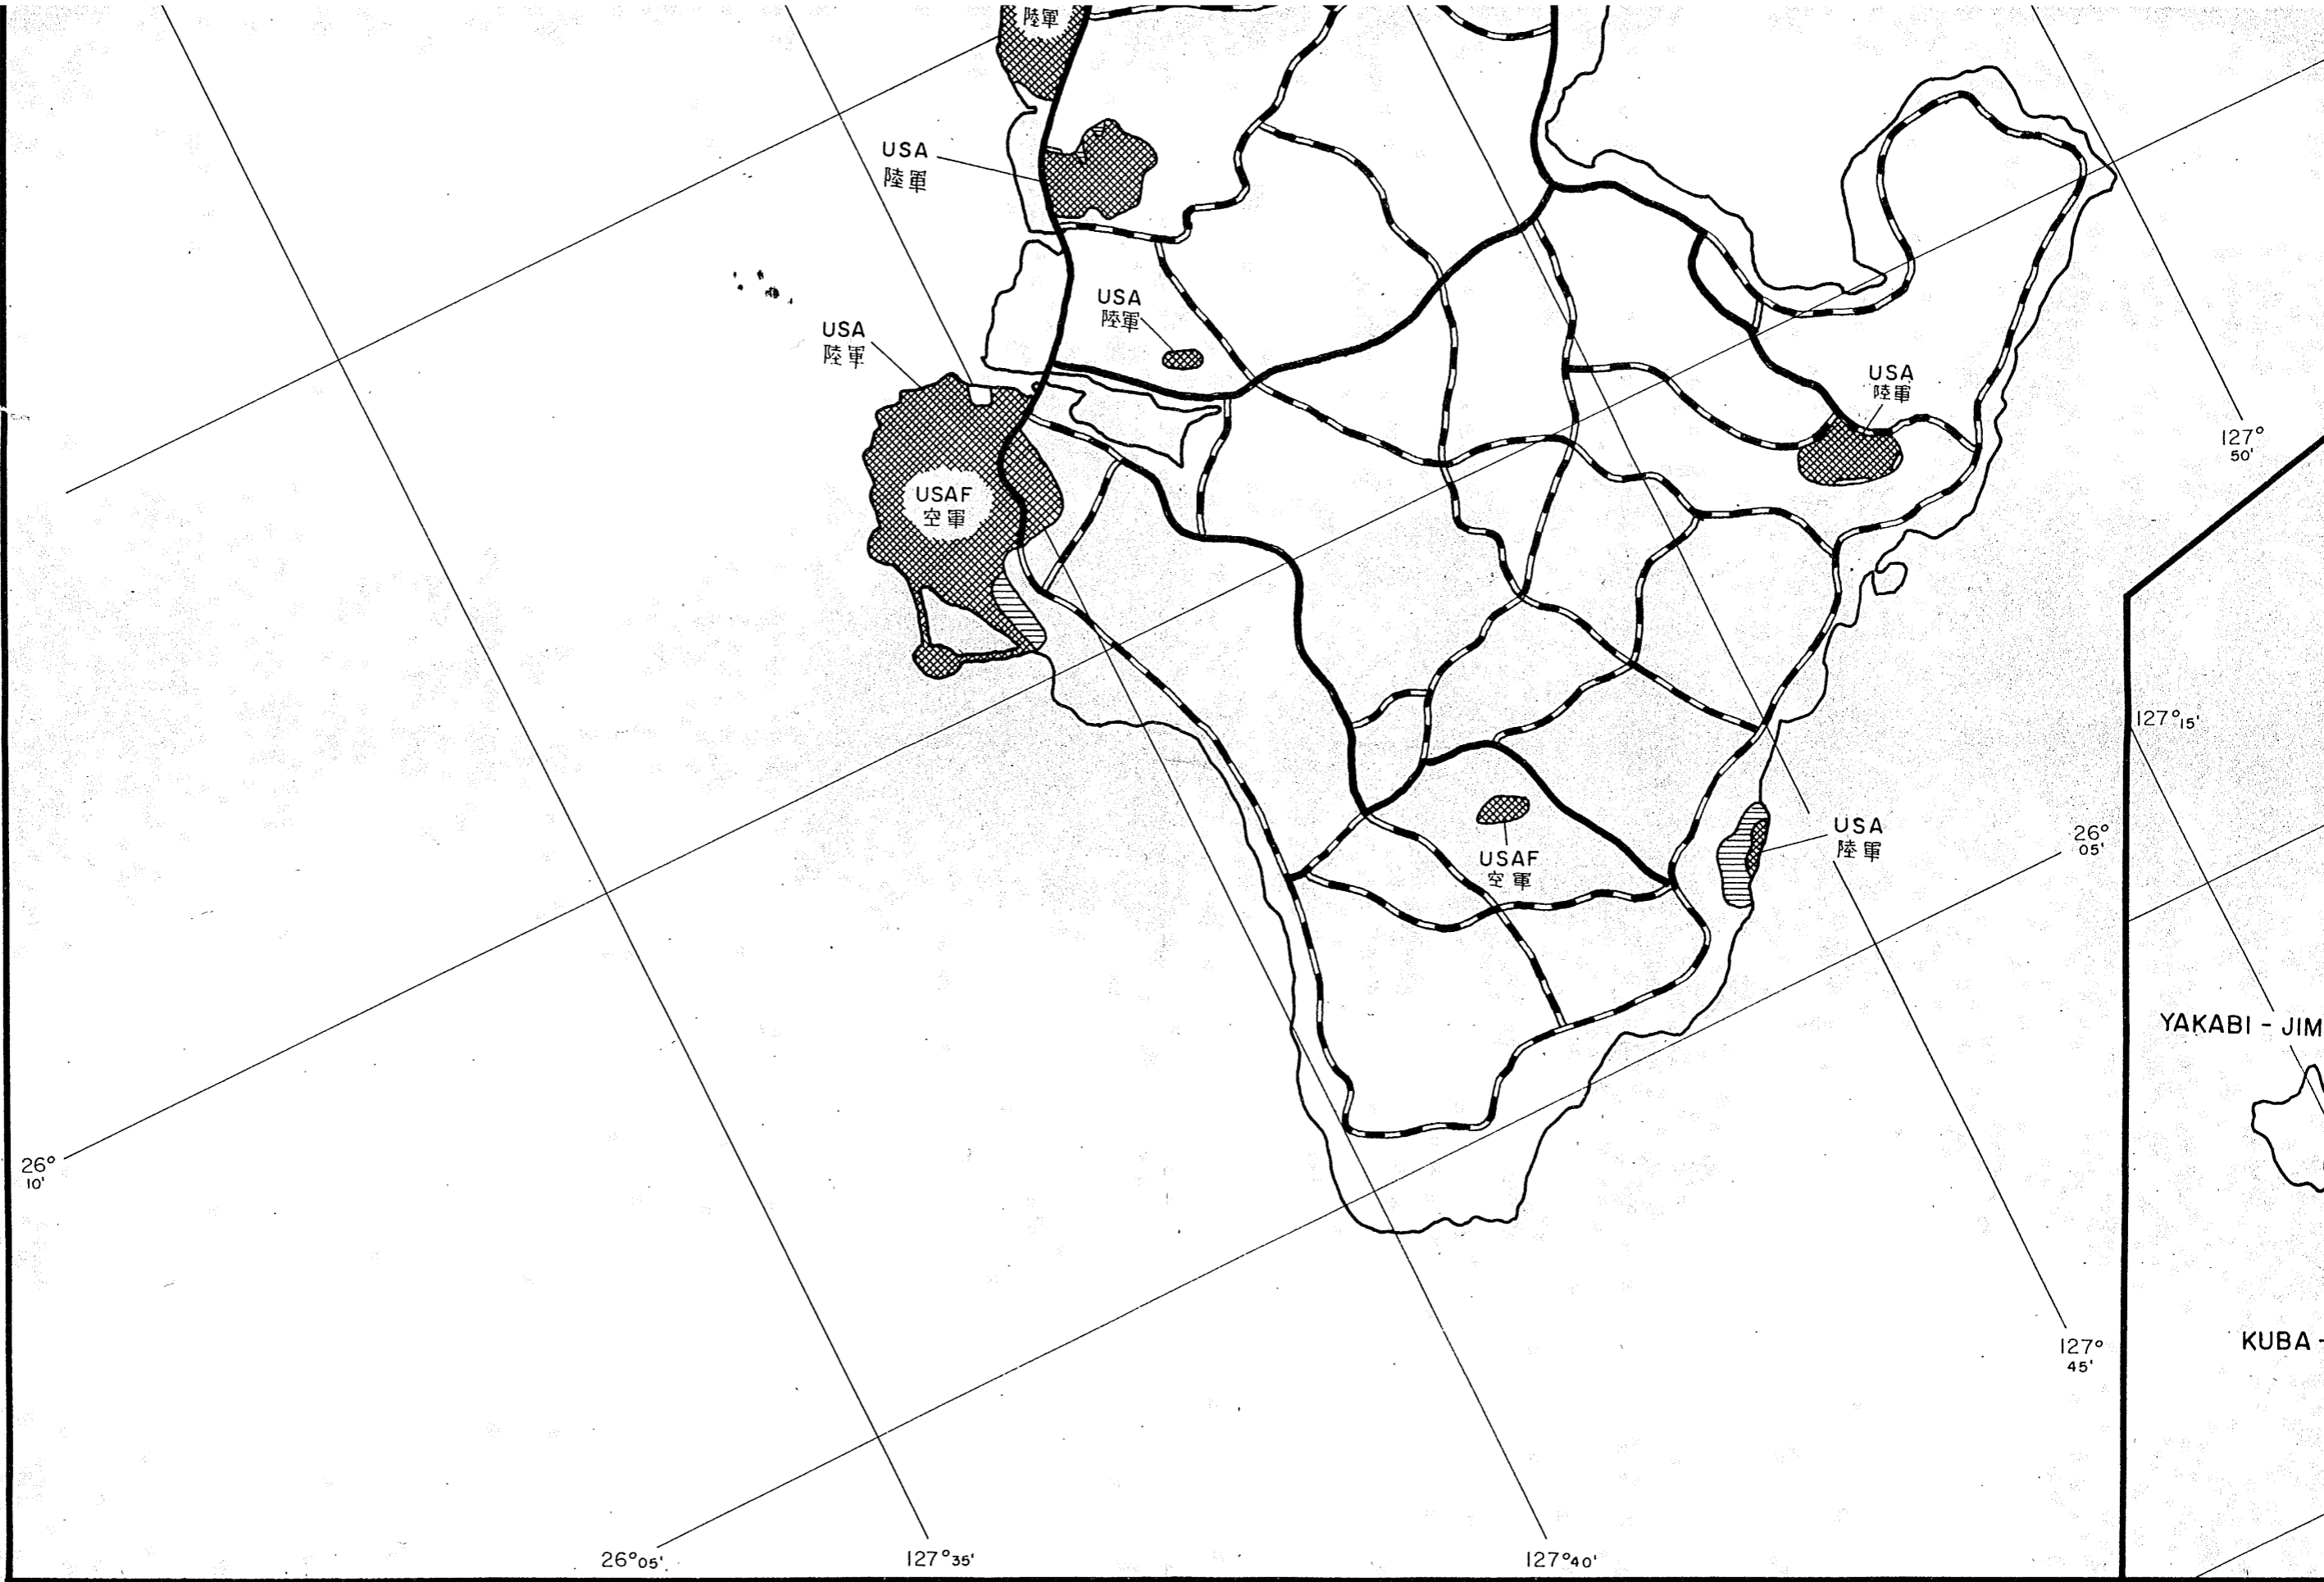 陸軍
USA
陸軍
USA
陸軍
USA
陸軍
USA
陸軍
127°
50'
USAF
空軍
127°15'
USA
陸軍
26°
05'
USAF
空軍
YAKABI - JIM
26°
10'
KUBA -
127°
45'
26°05'
127°35'
127°40'